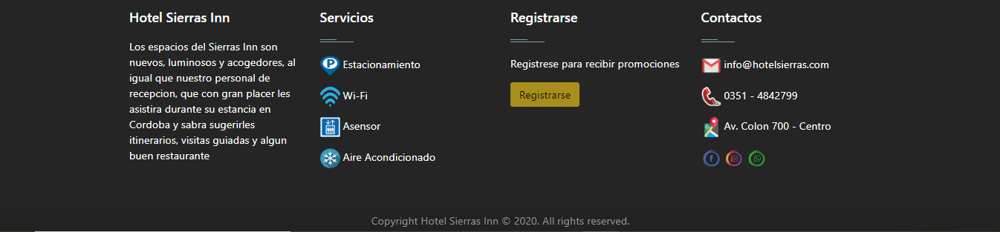 Hotel Sierras Inn
Los espacios del Sierras Inn son
nuevos, luminosos y acogedores, al
igual que nuestro personal de
recepcion, que con gran placer les
asistira durante su estancia en
Cordoba y sabra sugerirles
itinerarios, visitas guiadas y algun
buen restaurante
Servicios
P
Estacionamiento
Wi-Fi
Asensor
Aire Acondicionado
Registrarse
Registrese para recibir promociones
Registrarse
Contactos
info@hotelsierras.com
0351 - 4842799
Av. Colon 700 - Centro
Copyright Hotel Sierras Inn © 2020. All rights reserved.